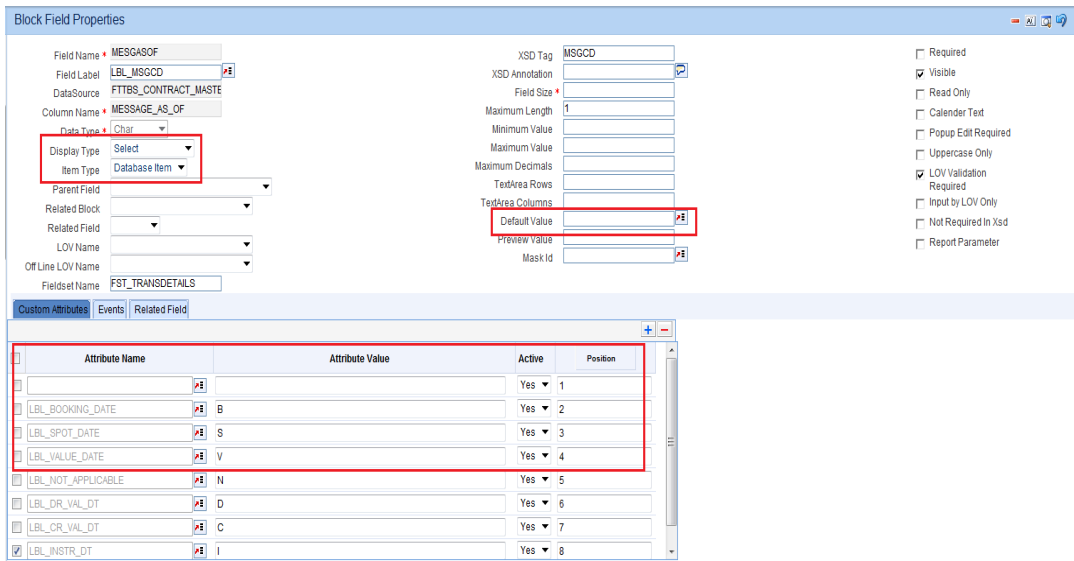 Block Field Properties
Field Name * MESGASOF
Field Label LBL_MSGCD
DataSource FTTBS_CONTRACT_MASTE
Column Name * MESSAGE_AS_OF
Data Type * Char
Display Type Select
Item Type Database Item
Parent Field
Related Block
Related Field
LOV Name
Off Line LOV Name
Fieldset Name FST_TRANSDETAILS
XSD Tag MSGCD
XSD Annotation
Field Size *
Maximum Length 1
Minimum Value
Maximum Value
Maximum Decimals
TextArea Rows
TextArea Columns
Default Value
Preview Value
Mask Id
Required
Visible
Read Only
Calender Text
Popup Edit Required
Uppercase Only
LOV Validation
Required
Input by LOV Only
Not Required In Xsd
Report Parameter
Custom Attributes Events Related Field
Attribute Name Attribute Value Active Position
Yes 1
LBL_BOOKING_DATE B Yes 2
LBL_SPOT_DATE S Yes 3
LBL_VALUE_DATE V Yes 4
LBL_NOT_APPLICABLE N Yes 5
LBL_DR_VAL_DT D Yes 6
LBL_CR_VAL_DT C Yes 7
LBL_INSTR_DT I Yes 8